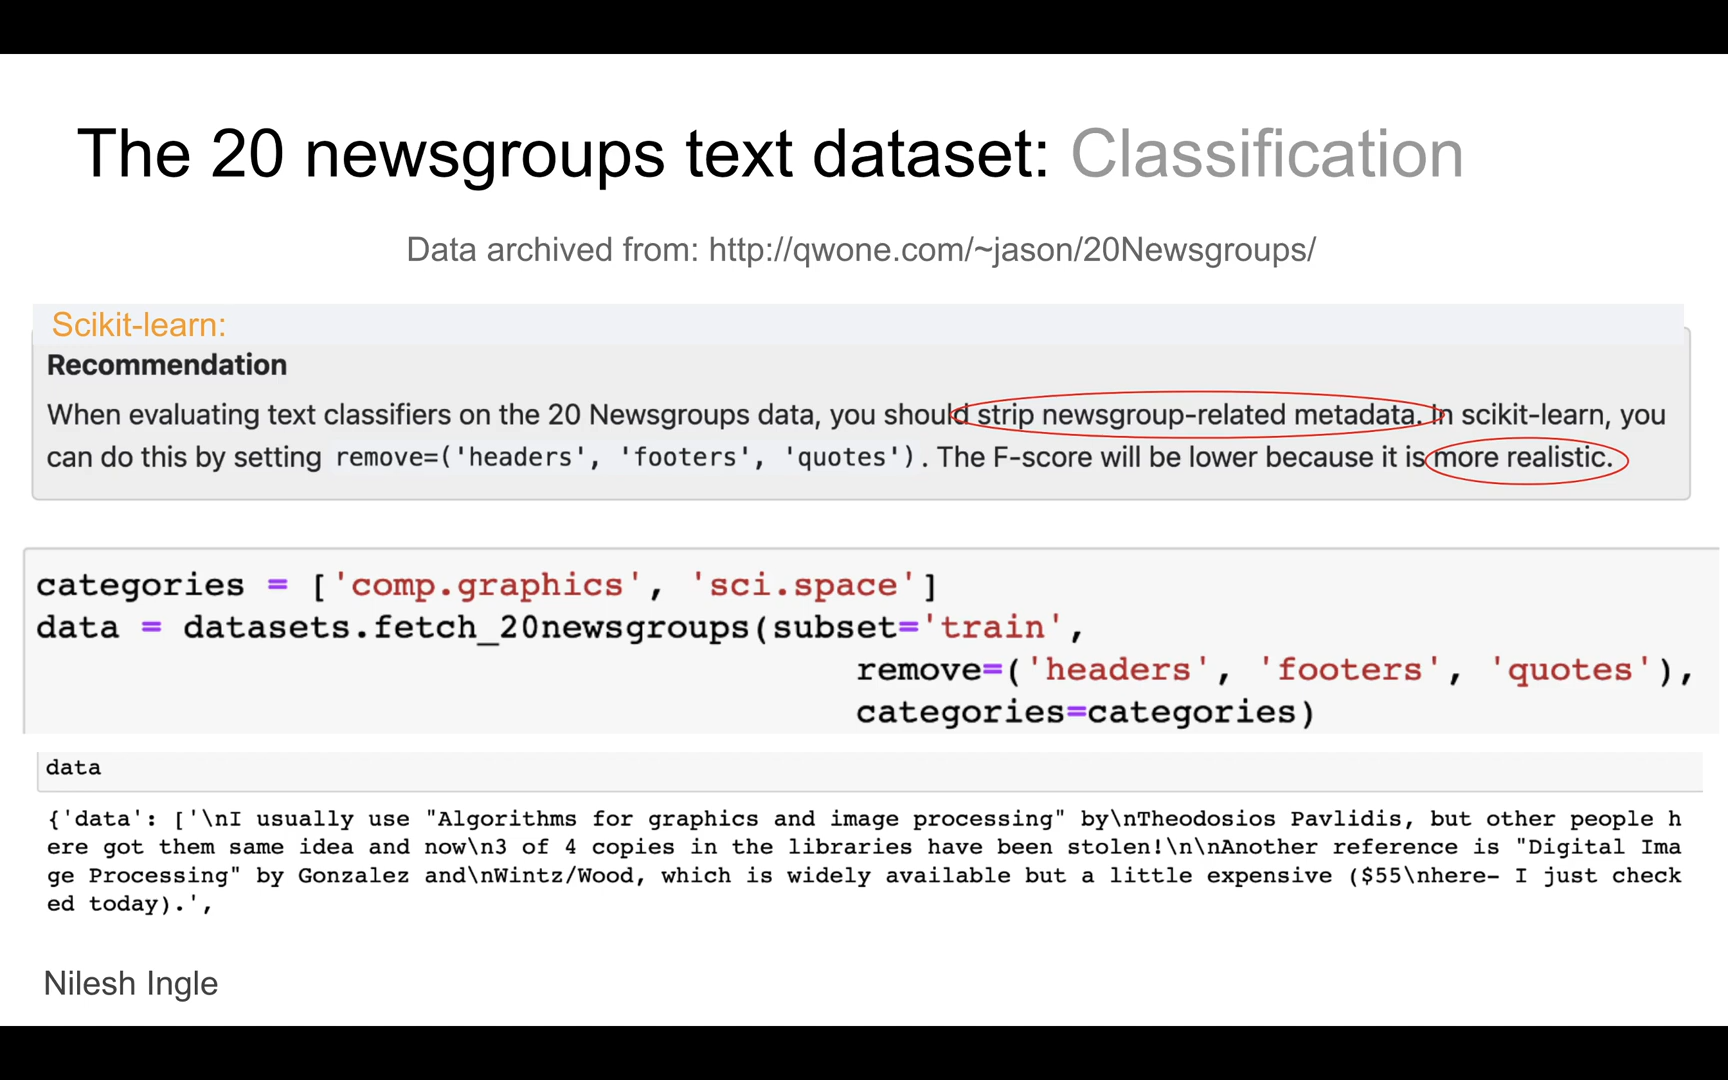 The 20 newsgroups text dataset: Classification
Data archived from: http://qwone.com/~jason/20Newsgroups/
Scikit-learn:
Recommendation
When evaluating text classifiers on the 20 Newsgroups data, you should strip newsgroup-related metadata. In scikit-learn, you
can do this by setting remove=('headers', 'footers', 'quotes'). The F-score will be lower because it is more realistic.
categories = ['comp.graphics', 'sci.space']
data = datasets.fetch_20newsgroups(subset='train',
remove=('headers', 'footers', 'quotes'),
categories=categories)
data
{'data': ['\nI usually use "Algorithms for graphics and image processing" by\nTheodosios Pavlidis, but other people h
ere got them same idea and now\n3 of 4 copies in the libraries have been stolen!\n\nAnother reference is "Digital Ima
ge Processing" by Gonzalez and\nWintz/Wood, which is widely available but a little expensive ($55\nhere- I just check
ed today).',
Nilesh Ingle